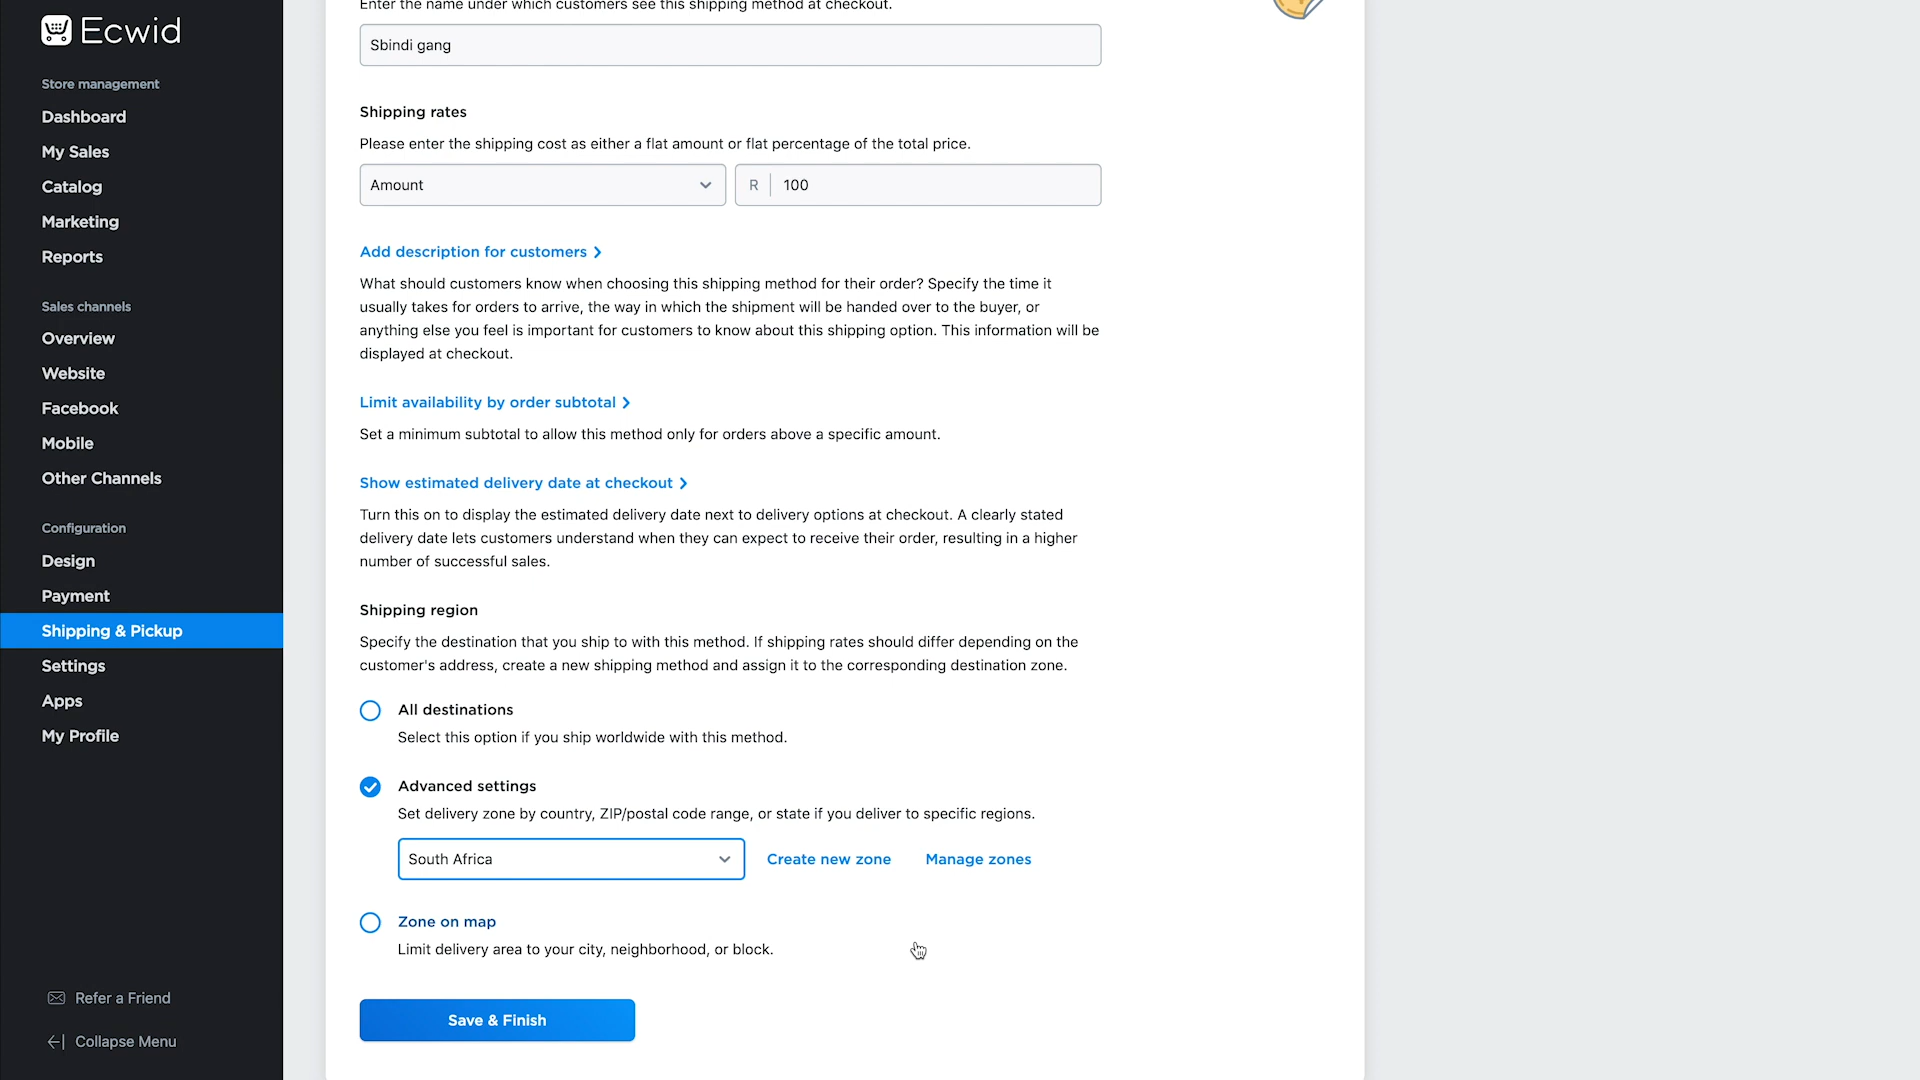 Ecwid
Enter the name under which customers see this shipping method at checkout.
Sbindi gang
Store management
Dashboard
My Sales
Catalog
Marketing
Reports
Sales channels
Overview
Website
Facebook
Mobile
Other Channels
Configuration
Design
Payment
Shipping & Pickup
Settings
Apps
My Profile
Refer a Friend
Collapse Menu
Shipping rates
Please enter the shipping cost as either a flat amount or flat percentage of the total price.
Amount R 100
Add description for customers
What should customers know when choosing this shipping method for their order? Specify the time it
usually takes for orders to arrive, the way in which the shipment will be handed over to the buyer, or
anything else you feel is important for customers to know about this shipping option. This information will be
displayed at checkout.
Limit availability by order subtotal
Set a minimum subtotal to allow this method only for orders above a specific amount.
Show estimated delivery date at checkout
Turn this on to display the estimated delivery date next to delivery options at checkout. A clearly stated
delivery date lets customers understand when they can expect to receive their order, resulting in a higher
number of successful sales.
Shipping region
Specify the destination that you ship to with this method. If shipping rates should differ depending on the
customer's address, create a new shipping method and assign it to the corresponding destination zone.
All destinations
Select this option if you ship worldwide with this method.
Advanced settings
Set delivery zone by country, ZIP/postal code range, or state if you deliver to specific regions.
South Africa Create new zone Manage zones
Zone on map
Limit delivery area to your city, neighborhood, or block.
Save & Finish